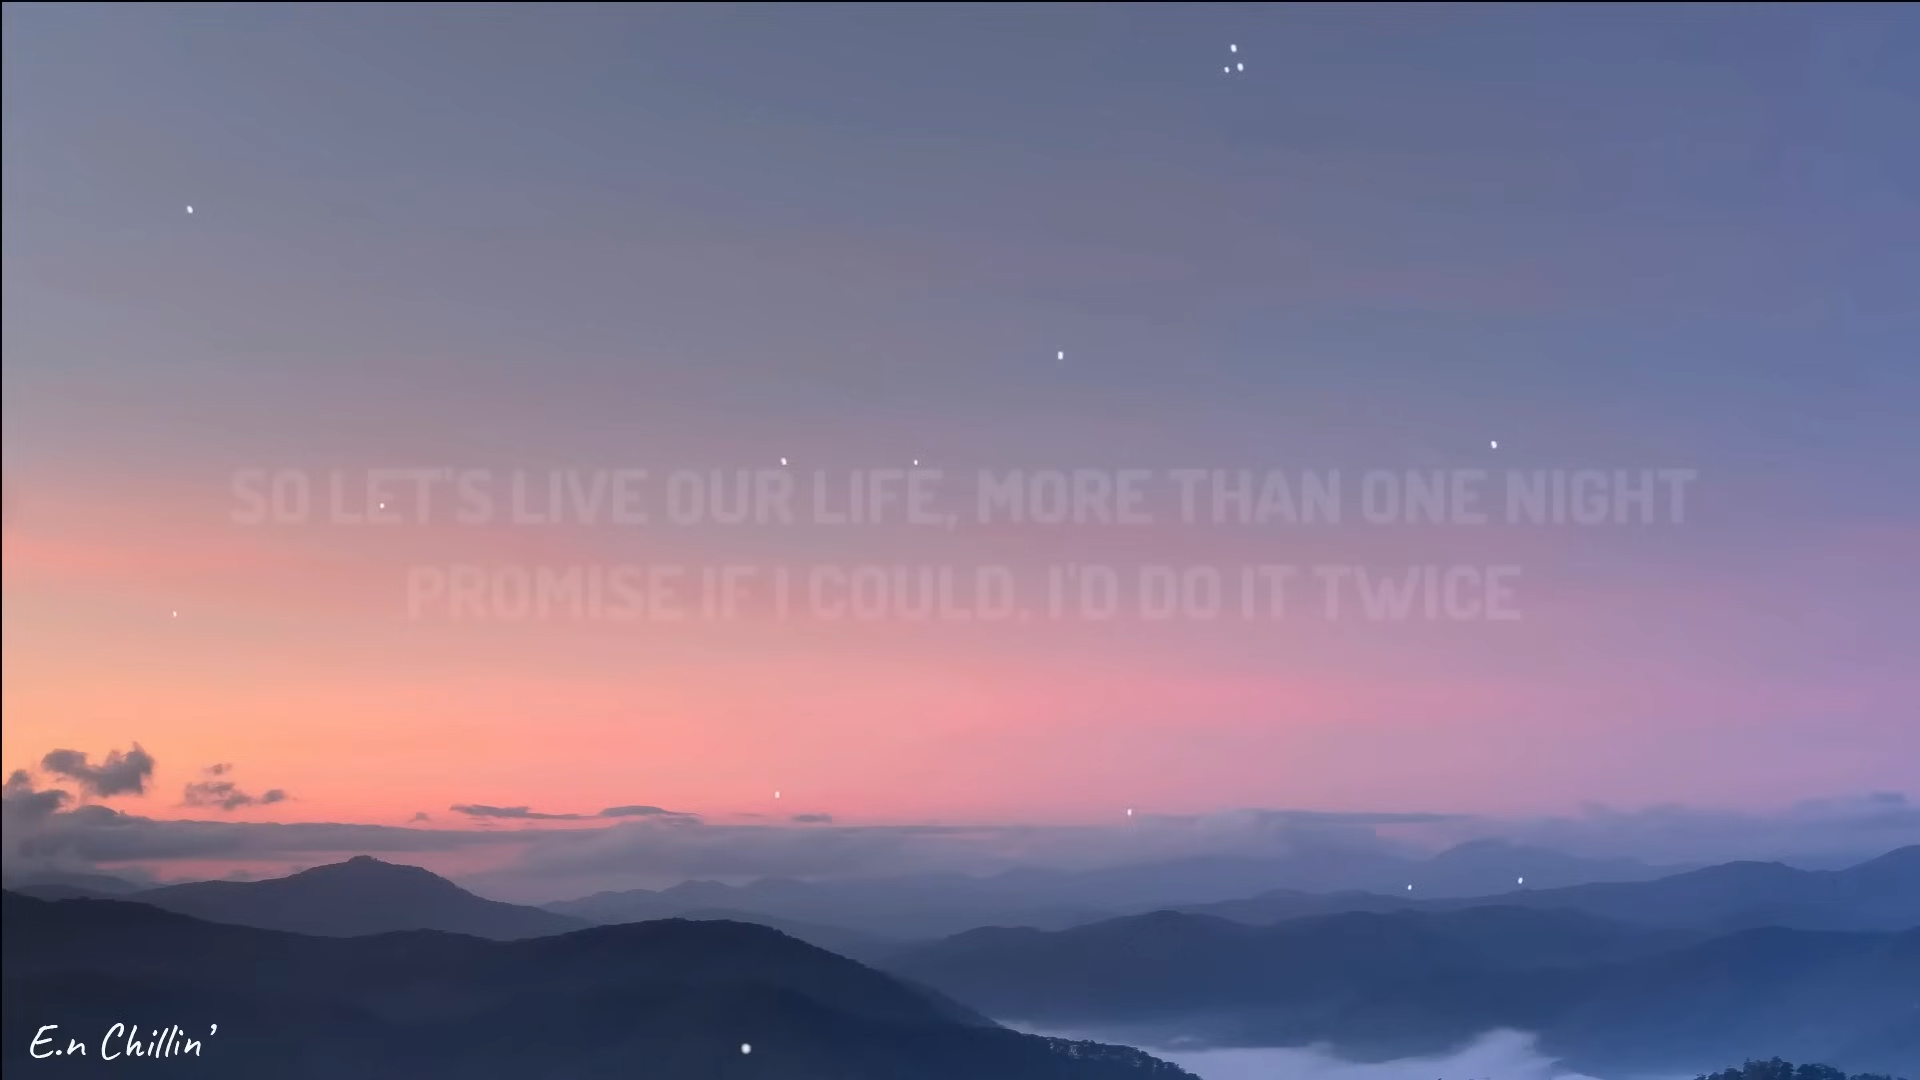 SO LET'S LIVE OUR LIFE, MORE THAN ONE NIGHT
PROMISE IF I COULD, I'D DO IT TWICE
E.n Chillin'